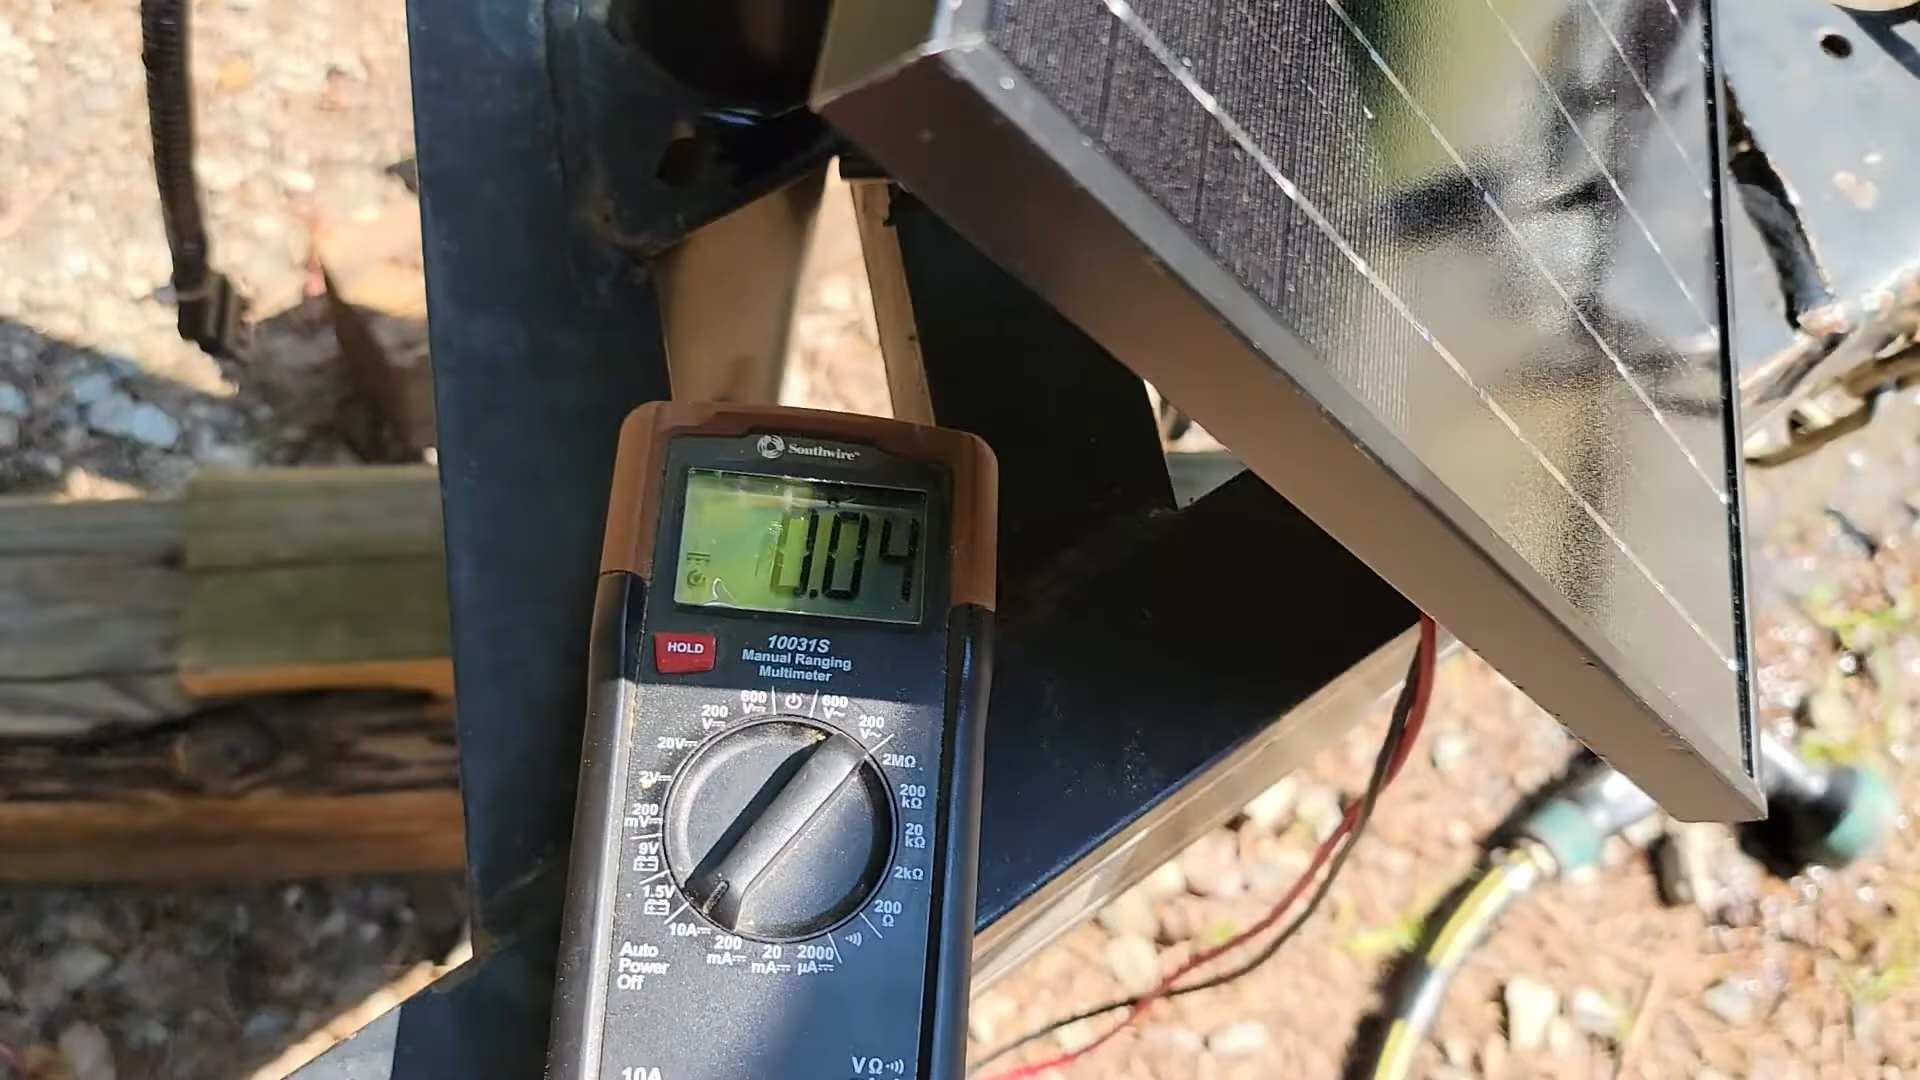 Southwire™
0.04
HOLD
10031S
Manual Ranging
Multimeter
600
V⎓
600
V~
200
V⎓
200
V~
20V⎓
2MΩ
2V⎓
200
kΩ
200
mV⎓
20
kΩ
9V
2kΩ
1.5V
200
Ω
10A⎓
200
mA⎓
20
mA⎓
2000
µA⎓
Auto
Power
Off
10A
VΩ